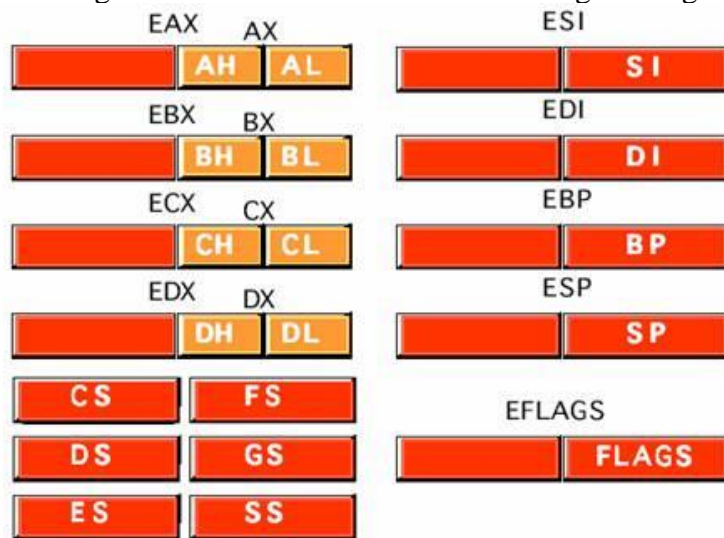 EAX AX
AH AL
EBX BX
BH BL
ECX CX
CH CL
EDX DX
DH DL
CS FS
DS GS
ES SS
ESI
SI
EDI
DI
EBP
BP
ESP
SP
EFLAGS
FLAGS